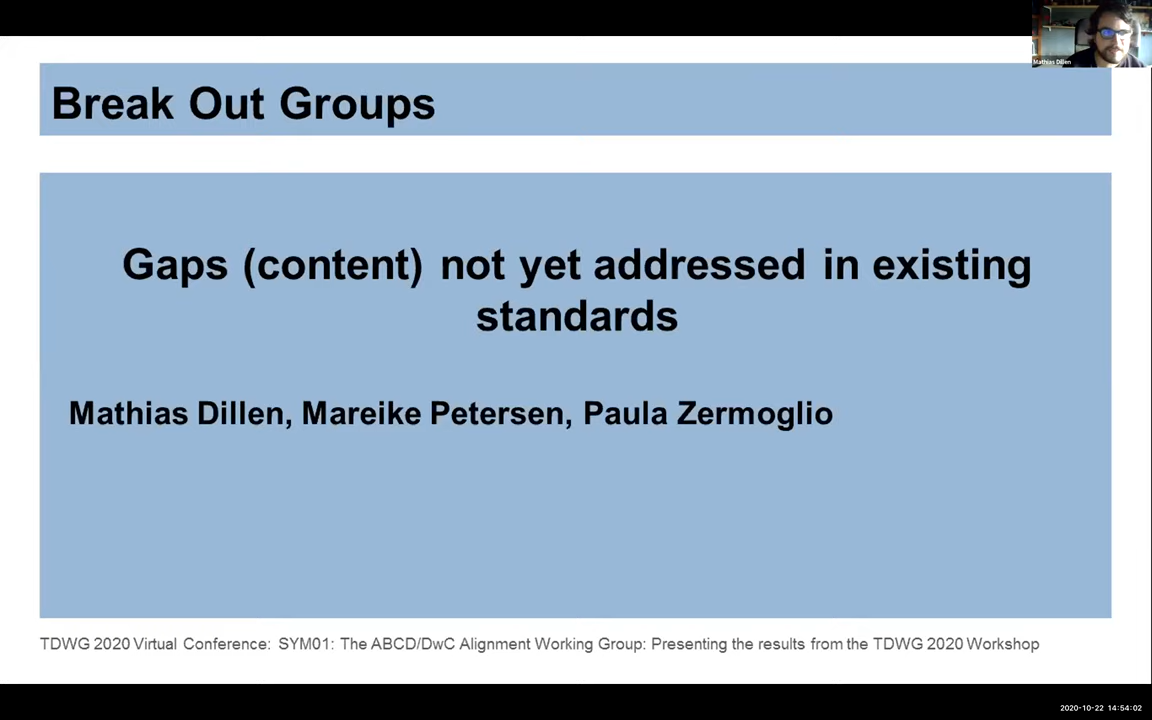 Mathias Dillen
Break Out Groups
Gaps (content) not yet addressed in existing
standards
Mathias Dillen, Mareike Petersen, Paula Zermoglio
TDWG 2020 Virtual Conference: SYM01: The ABCD/DwC Alignment Working Group: Presenting the results from the TDWG 2020 Workshop
2020-10-22 14:54:02